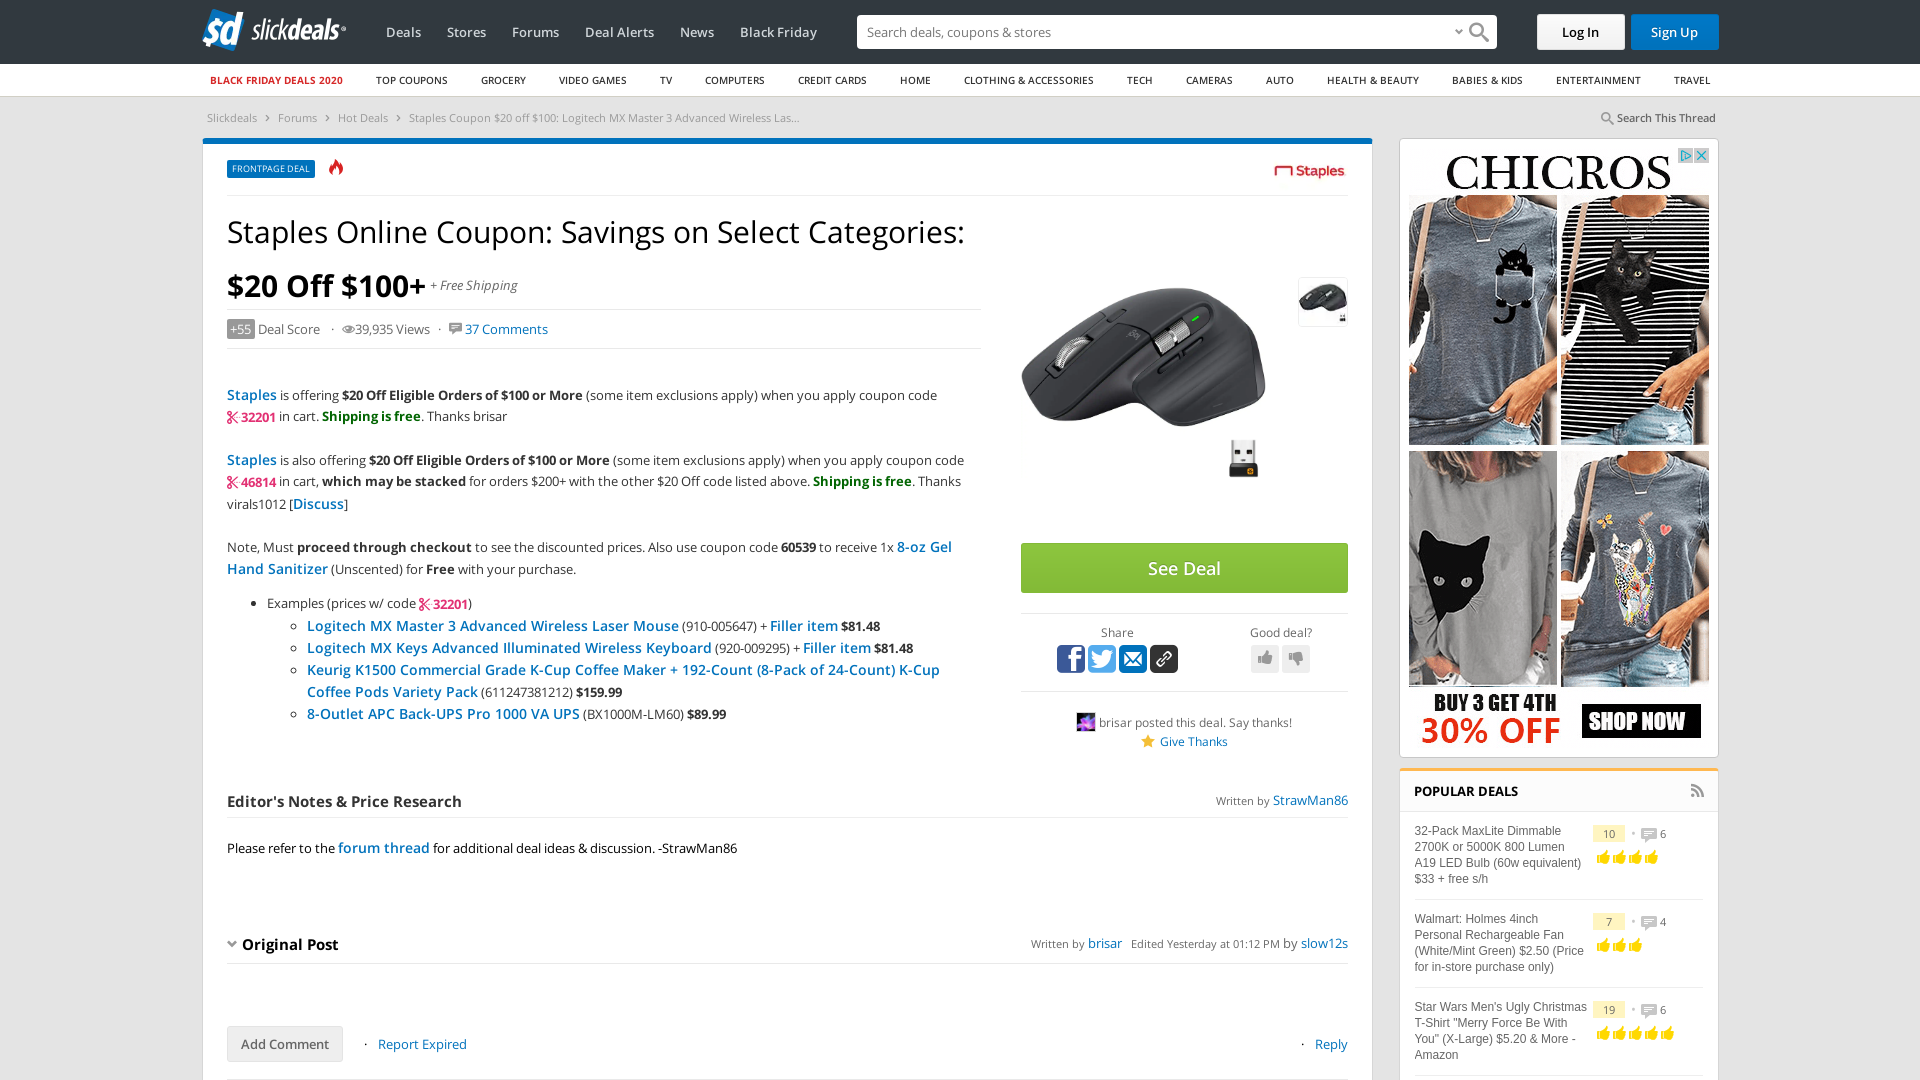 slickdeals
Deals
Stores
Forums
Deal Alerts
News
Black Friday
Search deals, coupons & stores
Log In
Sign Up
BLACK FRIDAY DEALS 2020
TOP COUPONS
GROCERY
VIDEO GAMES
TV
COMPUTERS
CREDIT CARDS
HOME
CLOTHING & ACCESSORIES
TECH
CAMERAS
AUTO
HEALTH & BEAUTY
BABIES & KIDS
ENTERTAINMENT
TRAVEL
Slickdeals › Forums › Hot Deals › Staples Coupon $20 off $100: Logitech MX Master 3 Advanced Wireless Las...
Search This Thread
FRONTPAGE DEAL
Staples
Staples Online Coupon: Savings on Select Categories:
$20 Off $100+ + Free Shipping
+55 Deal Score · 39,935 Views · 37 Comments
Staples is offering $20 Off Eligible Orders of $100 or More (some item exclusions apply) when you apply coupon code
32201 in cart. Shipping is free. Thanks brisar
Staples is also offering $20 Off Eligible Orders of $100 or More (some item exclusions apply) when you apply coupon code
46814 in cart, which may be stacked for orders $200+ with the other $20 Off code listed above. Shipping is free. Thanks
virals1012 [Discuss]
Note, Must proceed through checkout to see the discounted prices. Also use coupon code 60539 to receive 1x 8-oz Gel
Hand Sanitizer (Unscented) for Free with your purchase.
Examples (prices w/ code 32201)
Logitech MX Master 3 Advanced Wireless Laser Mouse (910-005647) + Filler item $81.48
Logitech MX Keys Advanced Illuminated Wireless Keyboard (920-009295) + Filler item $81.48
Keurig K1500 Commercial Grade K-Cup Coffee Maker + 192-Count (8-Pack of 24-Count) K-Cup
Coffee Pods Variety Pack (611247381212) $159.99
8-Outlet APC Back-UPS Pro 1000 VA UPS (BX1000M-LM60) $89.99
See Deal
Share
Good deal?
brisar posted this deal. Say thanks!
Give Thanks
Editor's Notes & Price Research
Written by StrawMan86
Please refer to the forum thread for additional deal ideas & discussion. -StrawMan86
Original Post
Written by brisar Edited Yesterday at 01:12 PM by slow12s
Add Comment
· Report Expired
· Reply
CHICROS
BUY 3 GET 4TH
30% OFF
SHOP NOW
POPULAR DEALS
32-Pack MaxLite Dimmable
2700K or 5000K 800 Lumen
A19 LED Bulb (60w equivalent)
$33 + free s/h
10 • 6
Walmart: Holmes 4inch
Personal Rechargeable Fan
(White/Mint Green) $2.50 (Price
for in-store purchase only)
7 • 4
Star Wars Men's Ugly Christmas
T-Shirt "Merry Force Be With
You" (X-Large) $5.20 & More -
Amazon
19 • 6